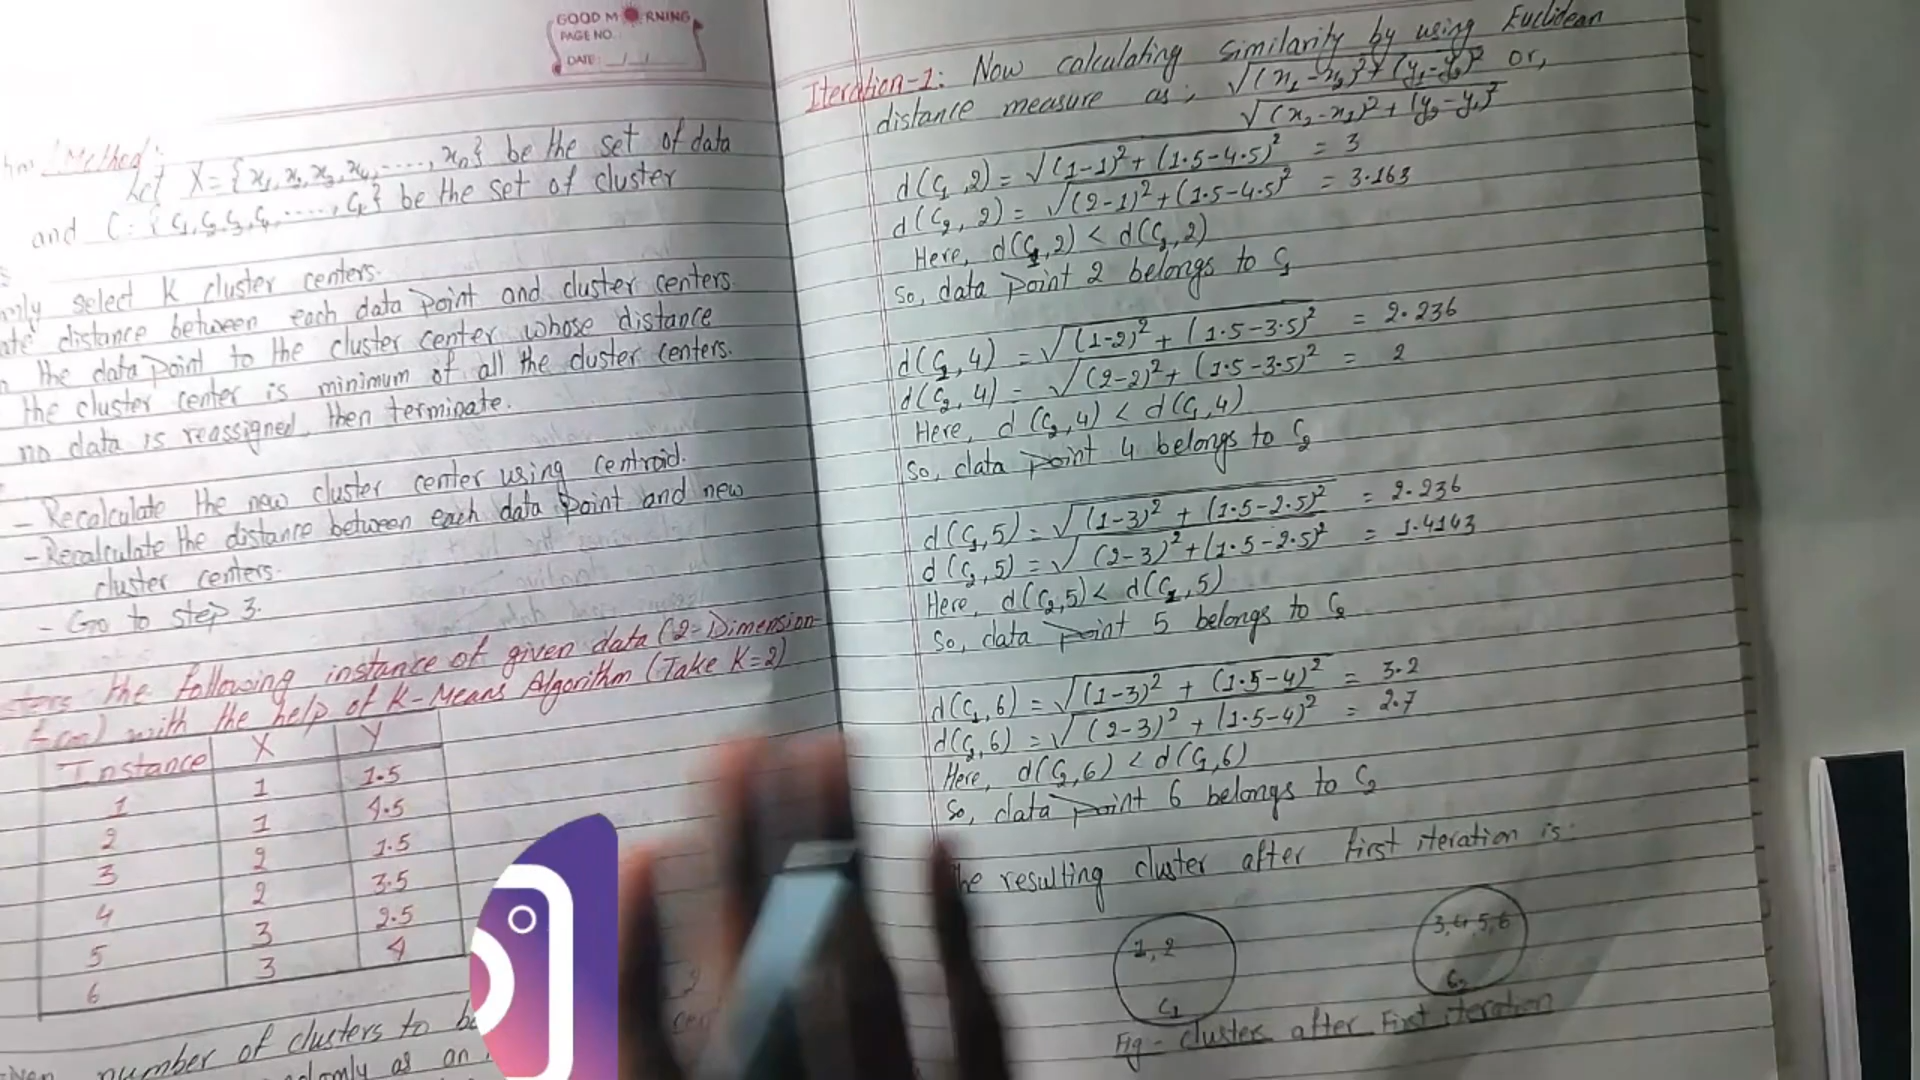 GOOD MORNING
PAGE NO.
DATE: / /
Method:
Let X = {x₁, x₂, x₃, x₄, ....., xₙ} be the set of data
and C = {c₁, c₂, c₃, c₄, ....., cₖ} be the set of cluster
select K cluster centers.
distance between each data point and cluster centers
the data point to the cluster center whose distance
the cluster center is minimum of all the cluster centers.
no data is reassigned, then terminate.
- Recalculate the new cluster center using centroid.
- Recalculate the distance between each data point and new
cluster centers.
- Go to step 3.
the following instance of given data (2-Dimension-
with the help of K-Means Algorithm (Take K=2)
Instance X Y
1 1 1.5
2 1 4.5
3 2 1.5
4 2 3.5
5 3 2.5
6 3 4
number of clusters to
as an
Iteration-1: Now calculating similarity by using Euclidean
distance measure as, √(x₁-x₂)²+(y₁-y₂)² or,
√(x₂-x₁)²+(y₂-y₁)²
d(C₁,2) = √(1-1)²+(1.5-4.5)² = 3
d(C₂,2) = √(2-1)²+(1.5-4.5)² = 3.163
Here, d(C₁,2) < d(C₂,2)
So, data point 2 belongs to C₁
d(C₁,4) = √(1-2)²+(1.5-3.5)² = 2.236
d(C₂,4) = √(2-2)²+(1.5-3.5)² = 2
Here, d(C₂,4) < d(C₁,4)
So, data point 4 belongs to C₂
d(C₁,5) = √(1-3)²+(1.5-2.5)² = 2.236
d(C₂,5) = √(2-3)²+(1.5-2.5)² = 1.4143
Here, d(C₂,5) < d(C₁,5)
So, data point 5 belongs to C₂
d(C₁,6) = √(1-3)²+(1.5-4)² = 3.2
d(C₂,6) = √(2-3)²+(1.5-4)² = 2.7
Here, d(C₂,6) < d(C₁,6)
So, data point 6 belongs to C₂
he resulting cluster after first iteration is:
1, 2
C₁
3,4,5,6
C₂
Fig - cluster after First iteration